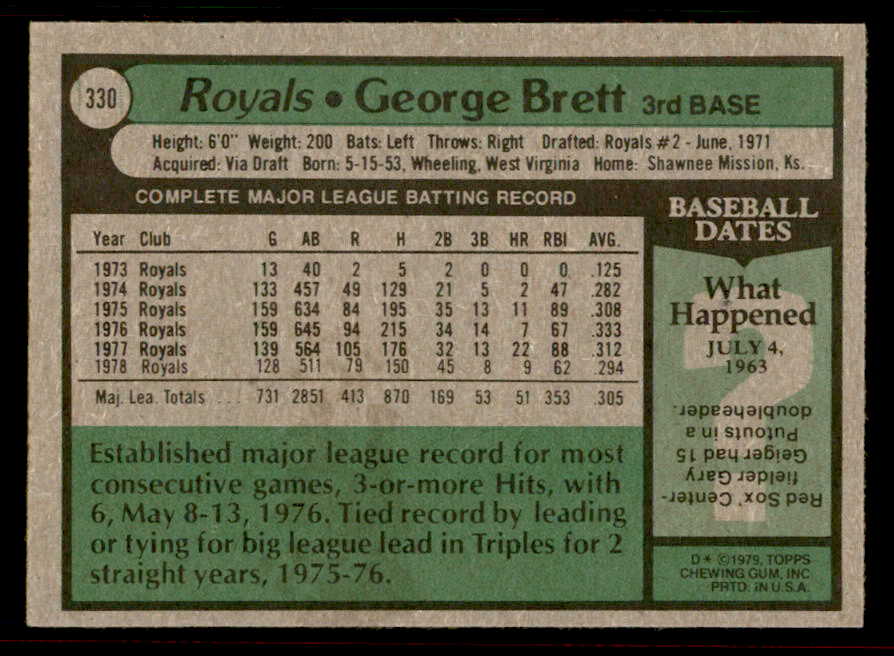 330
Royals • George Brett 3rd BASE
Height: 6'0" Weight: 200 Bats: Left Throws: Right Drafted: Royals #2 - June, 1971
Acquired: Via Draft Born: 5-15-53, Wheeling, West Virginia Home: Shawnee Mission, Ks.
COMPLETE MAJOR LEAGUE BATTING RECORD
Year Club G AB R H 2B 3B HR RBI AVG.
1973 Royals 13 40 2 5 2 0 0 0 .125
1974 Royals 133 457 49 129 21 5 2 47 .282
1975 Royals 159 634 84 195 35 13 11 89 .308
1976 Royals 159 645 94 215 34 14 7 67 .333
1977 Royals 139 564 105 176 32 13 22 88 .312
1978 Royals 128 511 79 150 45 8 9 62 .294
Maj. Lea. Totals ... 731 2851 413 870 169 53 51 353 .305
Established major league record for most
consecutive games, 3-or-more Hits, with
6, May 8-13, 1976. Tied record by leading
or tying for big league lead in Triples for 2
straight years, 1975-76.
BASEBALL
DATES
What
Happened
JULY 4,
1963
?
Red Sox' Center-
fielder Gary
Geiger had 15
Putouts in a
doubleheader.
D* ©1979, TOPPS
CHEWING GUM, INC
PRTD. IN U.S.A.